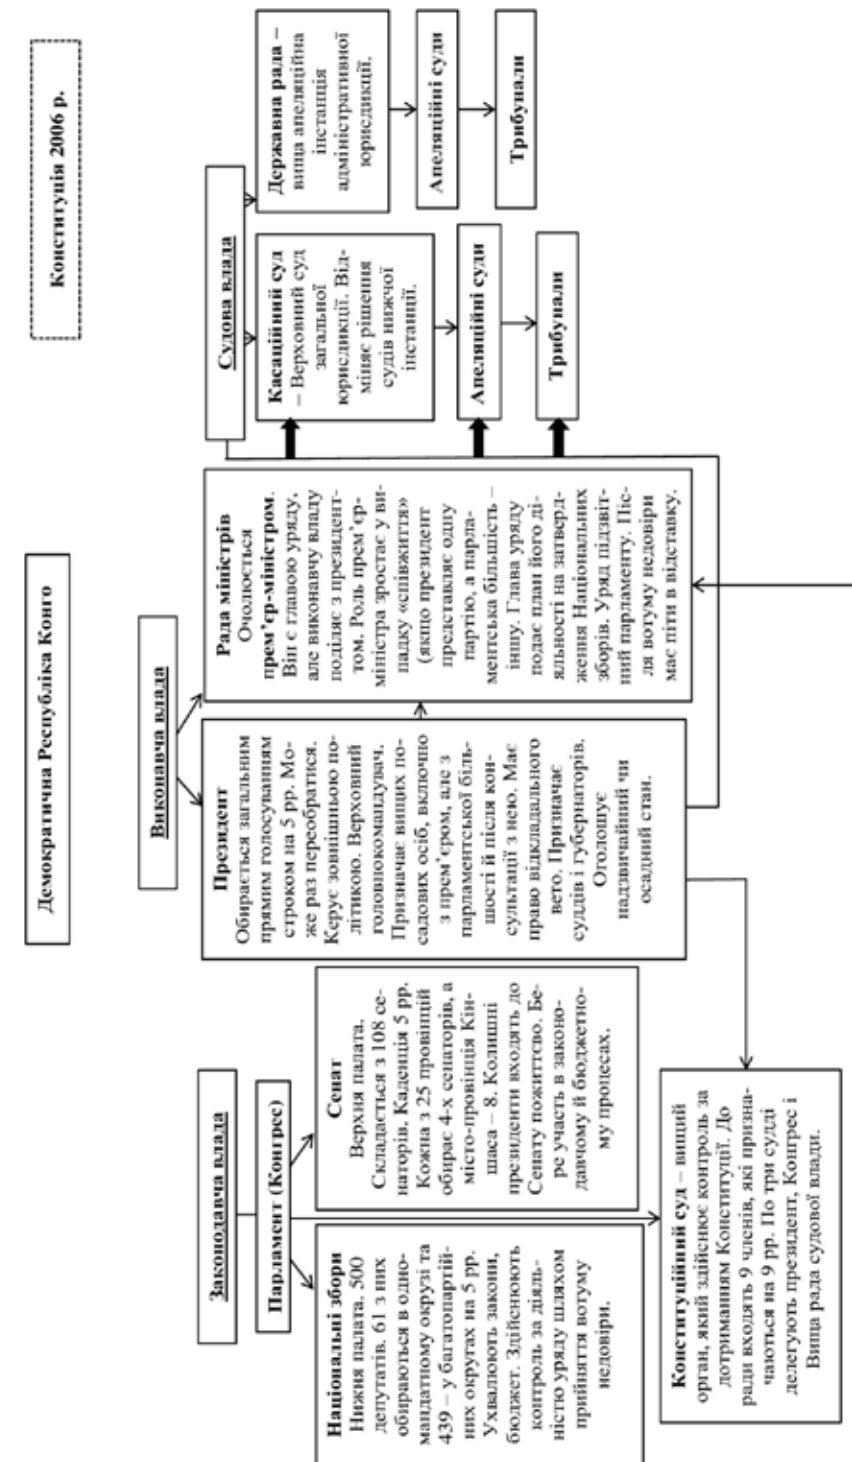 Демократична Республіка Конго
Конституція 2006 р.
Законодавча влада
Парламент (Конгрес)
Національні збори
Нижня палата. 500
депутатів. 61 з них
обираються в одно-
мандатному окрузі та
439 – у багатопартій-
них округах на 5 рр.
Ухвалюють закони,
бюджет. Здійснюють
контроль за діяль-
ністю уряду шляхом
прийняття вотуму
недовіри.
Сенат
Верхня палата.
Складається з 108 се-
наторів. Каденція 5 рр.
Кожна з 25 провінцій
обирає 4-х сенаторів, а
місто-провінція Кін-
шаса – 8. Колишні
президенти входять до
Сенату пожиттєво. Бе-
ре участь в законо-
давчому й бюджетно-
му процесах.
Конституційний суд – вищий
орган, який здійснює контроль за
дотриманням Конституції. До
ради входять 9 членів, які призна-
чаються на 9 рр. По три судді
делегують президент, Конгрес і
Вища рада судової влади.
Виконавча влада
Президент
Обирається загальним
прямим голосуванням
строком на 5 рр. Мо-
же раз переобратися.
Керує зовнішньою по-
літикою. Верховний
головнокомандувач.
Призначає вищих по-
садових осіб, включно
з прем’єром, але з
парламентської біль-
шості й після кон-
сультації з нею. Має
право відкладального
вето. Призначає
суддів і губернаторів.
Оголошує
надзвичайний чи
осадний стан.
Рада міністрів
Очолюється
прем’єр-міністром.
Він є главою уряду,
але виконавчу владу
поділяє з президент-
том. Роль прем’єр-
міністра зростає у ви-
падку «співжиття»
(якщо президент
представляє одну
партію, а парла-
ментська більшість –
іншу. Глава уряду
подає план його ді-
яльності на затверд-
ження Національних
зборів. Уряд підзвіт-
ний парламенту. Піс-
ля вотуму недовіри
має піти в відставку.
Судова влада
Касаційний суд
– Верховний суд
загальної
юрисдикції. Від-
міняє рішення
судів нижчої
інстанції.
Апеляційні суди
Трибунали
Державна рада –
вища апеляційна
інстанція
адміністративної
юрисдикції.
Апеляційні суди
Трибунали